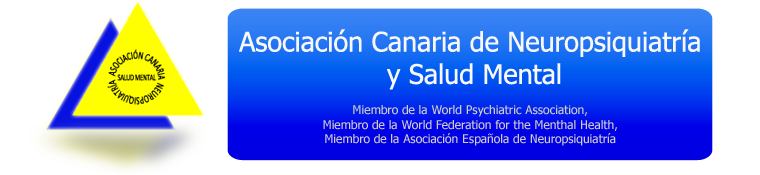 ASOCIACIÓN CANARIA
SALUD MENTAL
NEUROPSIQUIATRÍA
Asociación Canaria de Neuropsiquiatría
y Salud Mental
Miembro de la World Psychiatric Association,
Miembro de la World Federation for the Menthal Health,
Miembro de la Asociación Española de Neuropsiquiatría